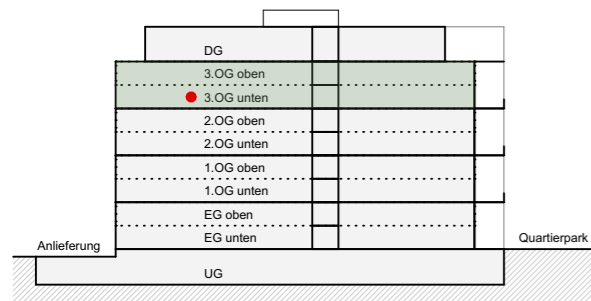 DG
3.OG oben
3.OG unten
2.OG oben
2.OG unten
1.OG oben
1.OG unten
EG oben
Anlieferung
EG unten
Quartierpark
UG